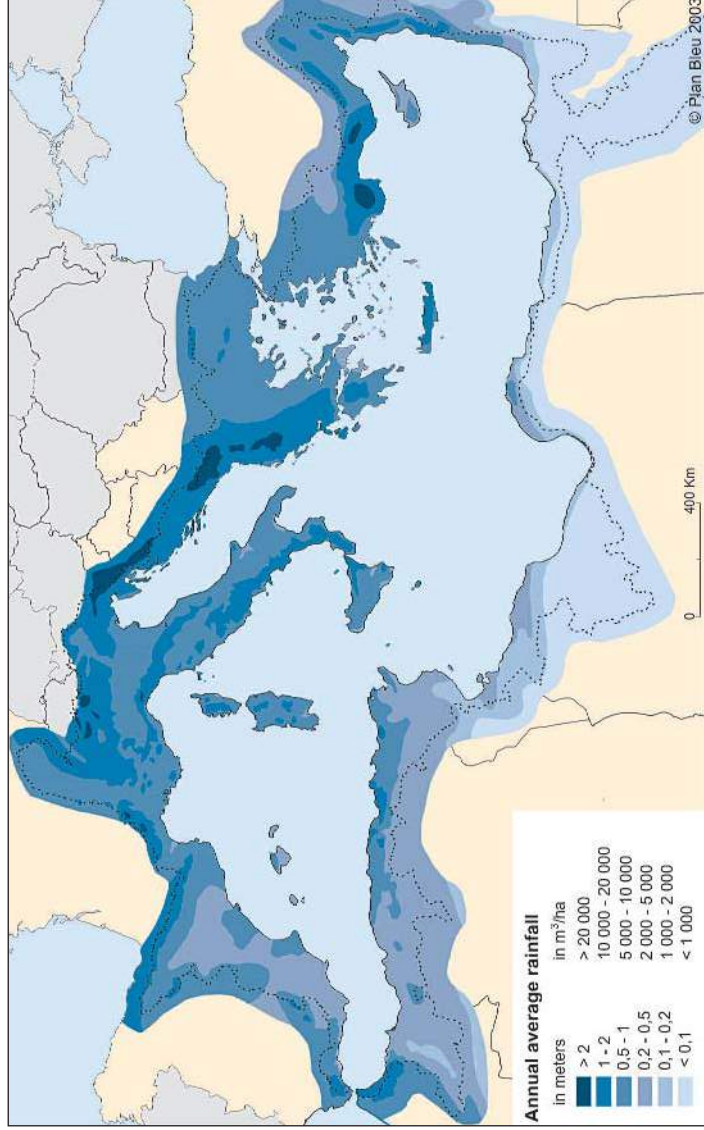 Annual average rainfall
in meters in m³/ha
> 2 > 20 000
1 - 2 10 000 - 20 000
0,5 - 1 5 000 - 10 000
0,2 - 0,5 2 000 - 5 000
0,1 - 0,2 1 000 - 2 000
< 0,1 < 1 000
0 400 Km
© Plan Bleu 2003